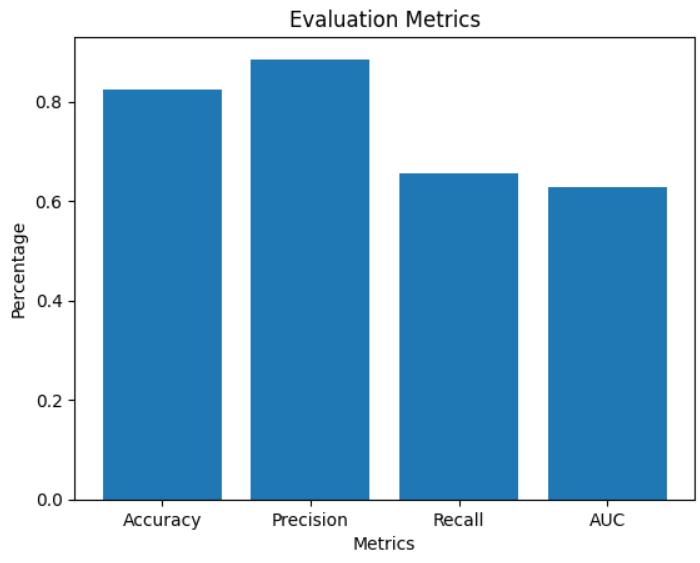 Evaluation Metrics
Percentage
0.8
0.6
0.4
0.2
0.0
Accuracy Precision Recall AUC
Metrics